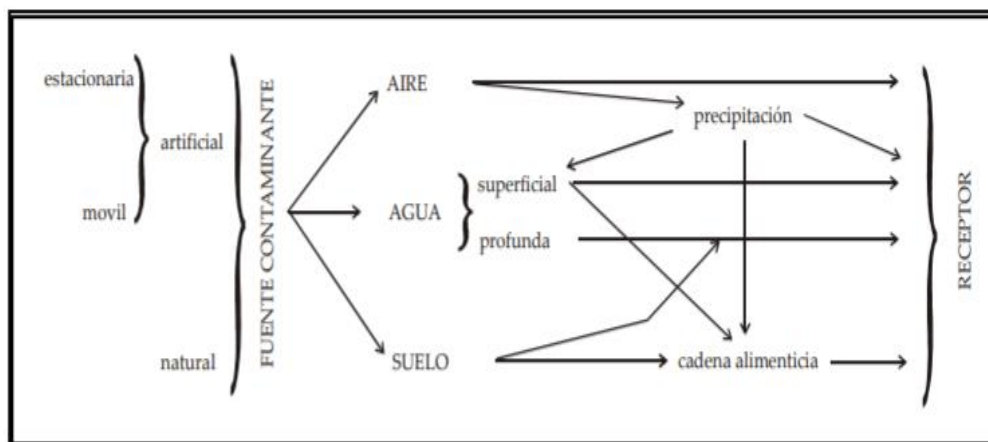 estacionaria
artificial
movil
natural
FUENTE CONTAMINANTE
AIRE
AGUA
SUELO
precipitación
superficial
profunda
cadena alimenticia
RECEPTOR